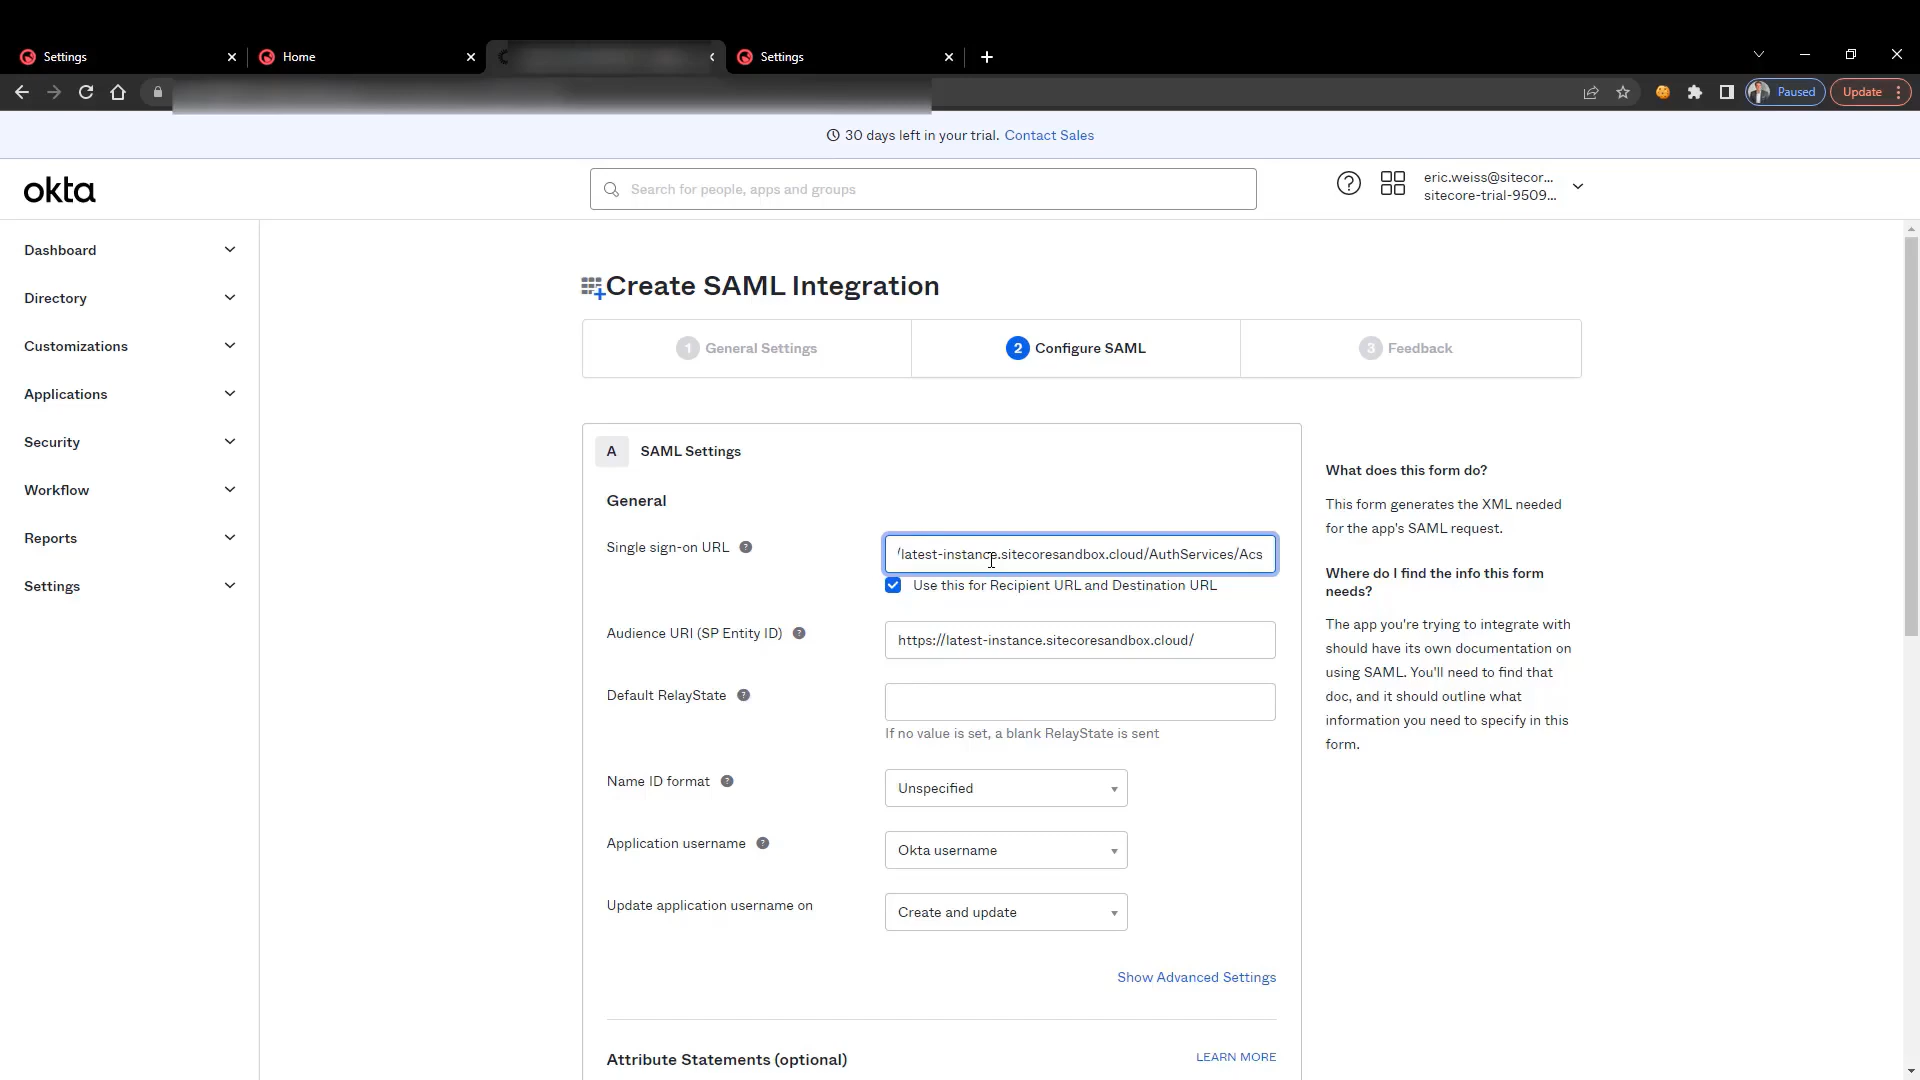 Settings
Home
Settings
Paused
Update
30 days left in your trial. Contact Sales
okta
Search for people, apps and groups
eric.weiss@sitecor...
sitecore-trial-9509...
Dashboard
Directory
Customizations
Applications
Security
Workflow
Reports
Settings
Create SAML Integration
1 General Settings
2 Configure SAML
3 Feedback
A SAML Settings
General
Single sign-on URL ?
/latest-instance.sitecoresandbox.cloud/AuthServices/Acs
Use this for Recipient URL and Destination URL
Audience URI (SP Entity ID) ?
https://latest-instance.sitecoresandbox.cloud/
Default RelayState ?
If no value is set, a blank RelayState is sent
Name ID format ?
Unspecified
Application username ?
Okta username
Update application username on
Create and update
Show Advanced Settings
Attribute Statements (optional)
LEARN MORE
What does this form do?
This form generates the XML needed
for the app's SAML request.
Where do I find the info this form
needs?
The app you're trying to integrate with
should have its own documentation on
using SAML. You'll need to find that
doc, and it should outline what
information you need to specify in this
form.